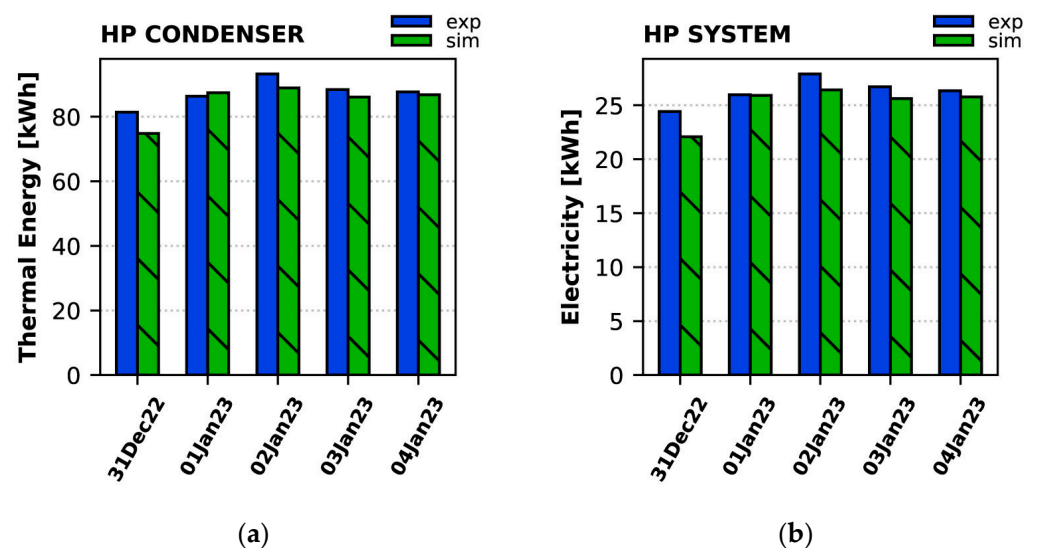 HP CONDENSER
exp
sim
Thermal Energy [kWh]
80
60
40
20
0
31Dec22
01Jan23
02Jan23
03Jan23
04Jan23
(a)
HP SYSTEM
exp
sim
Electricity [kWh]
25
20
15
10
5
0
31Dec22
01Jan23
02Jan23
03Jan23
04Jan23
(b)